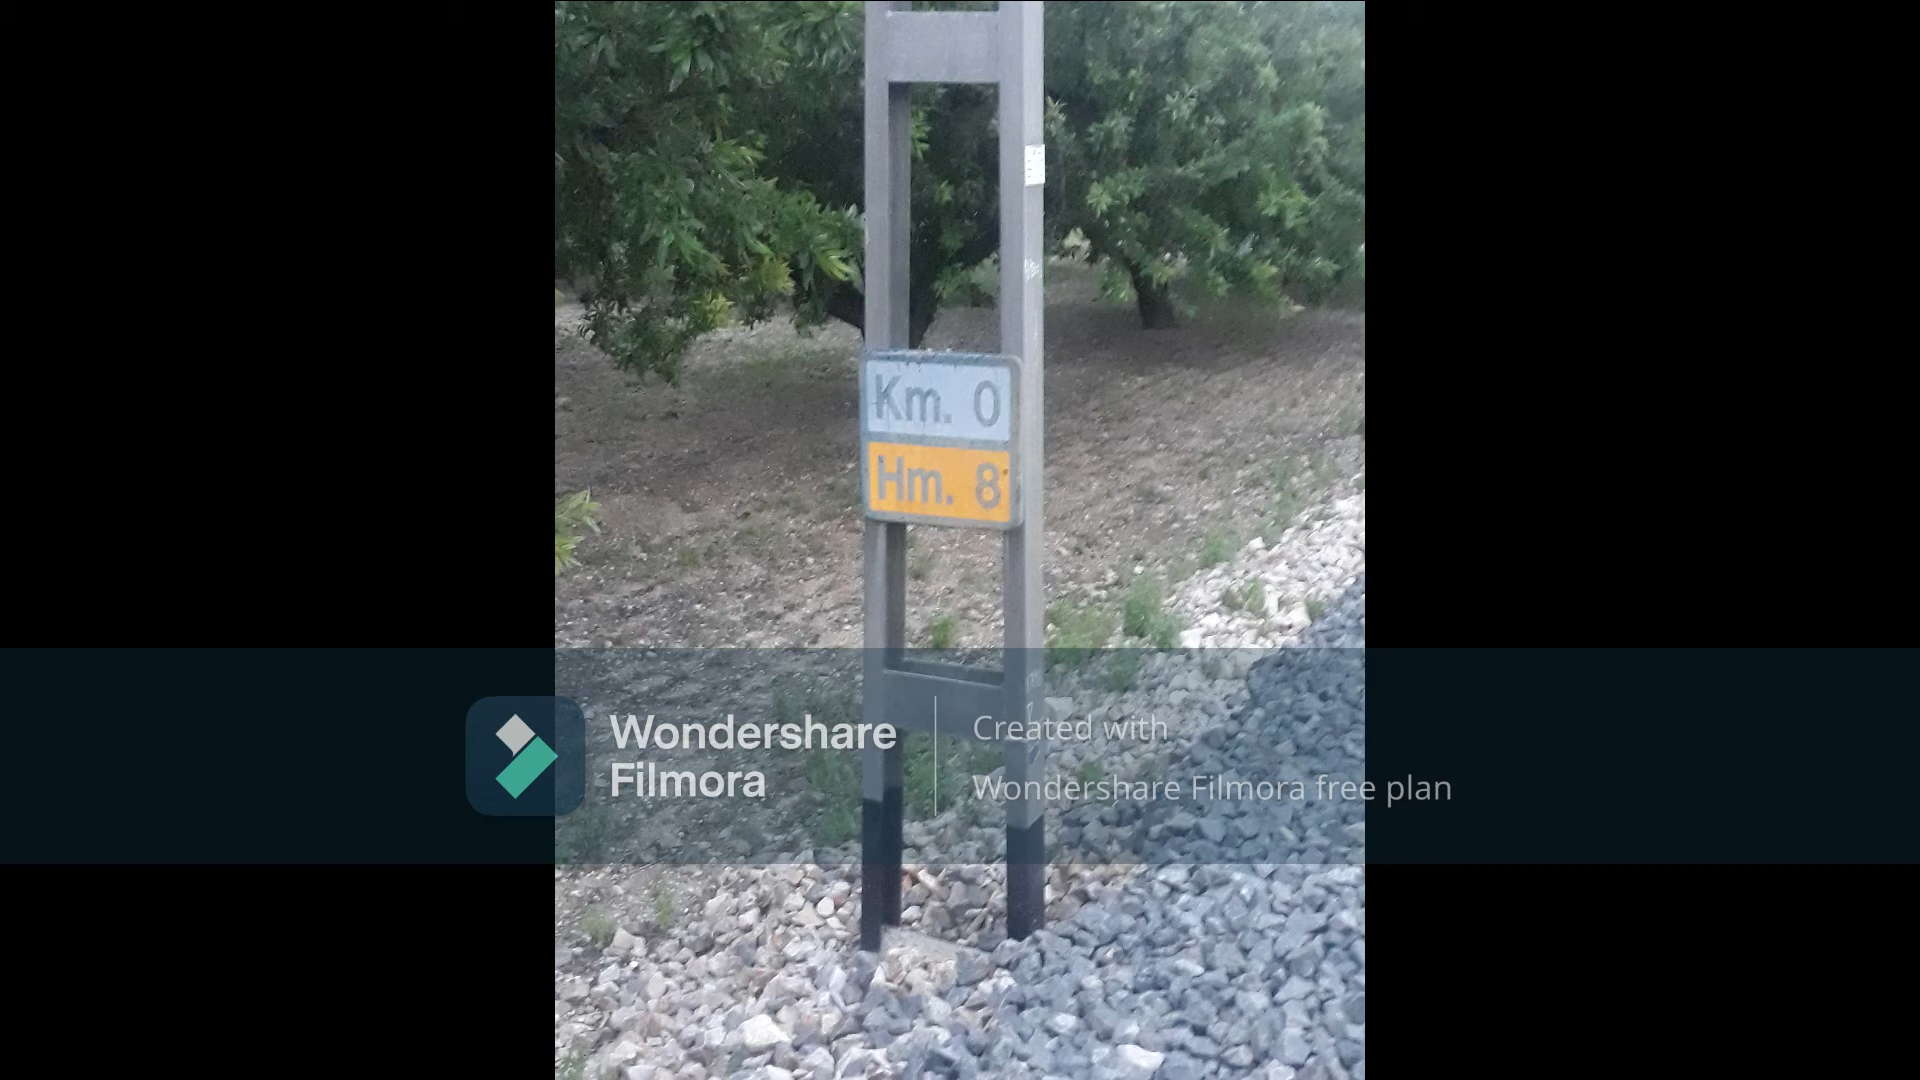 Km. 0
Hm. 8
Wondershare
Filmora
Created with
Wondershare Filmora free plan